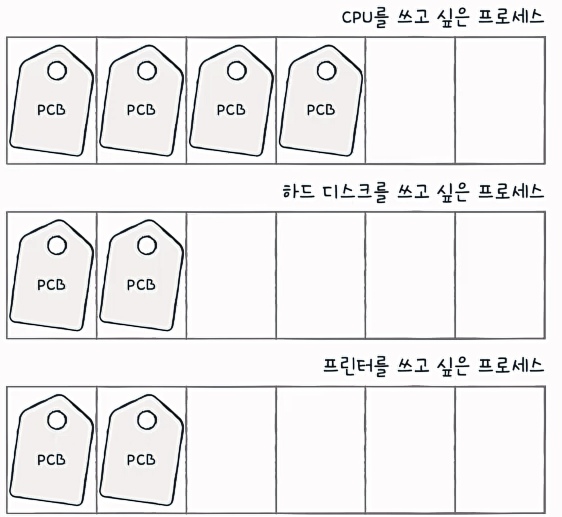 CPU를 쓰고 싶은 프로세스
PCB PCB PCB PCB
하드 디스크를 쓰고 싶은 프로세스
PCB PCB
프린터를 쓰고 싶은 프로세스
PCB PCB